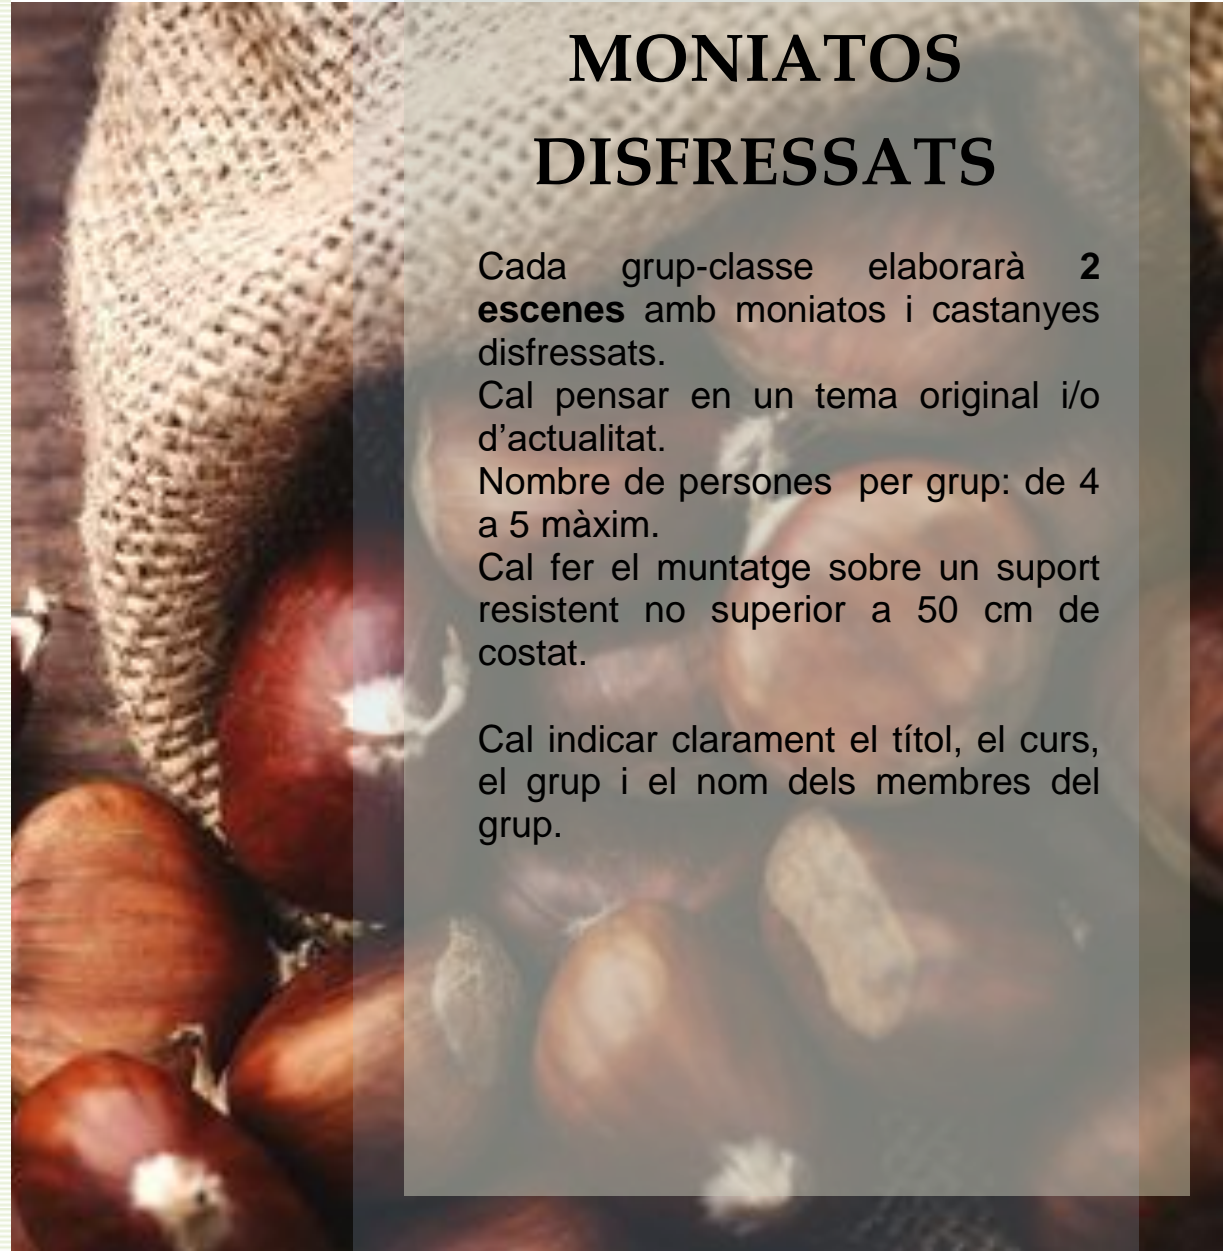 MONIATOS
DISFRESSATS
Cada grup-classe elaborarà 2
escenes amb moniatos i castanyes
disfressats.
Cal pensar en un tema original i/o
d’actualitat.
Nombre de persones per grup: de 4
a 5 màxim.
Cal fer el muntatge sobre un suport
resistent no superior a 50 cm de
costat.
Cal indicar clarament el títol, el curs,
el grup i el nom dels membres del
grup.